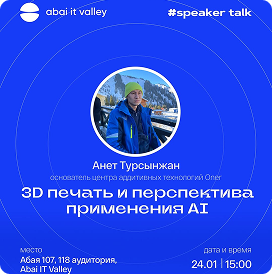 abai it valley
#speaker talk
Анет Турсынжан
основатель центра аддитивных технологий Oner
3D печать и перспектива
применения AI
место
Абая 107, 118 аудитория,
Abai IT Valley
дата и время
24.01 | 15:00